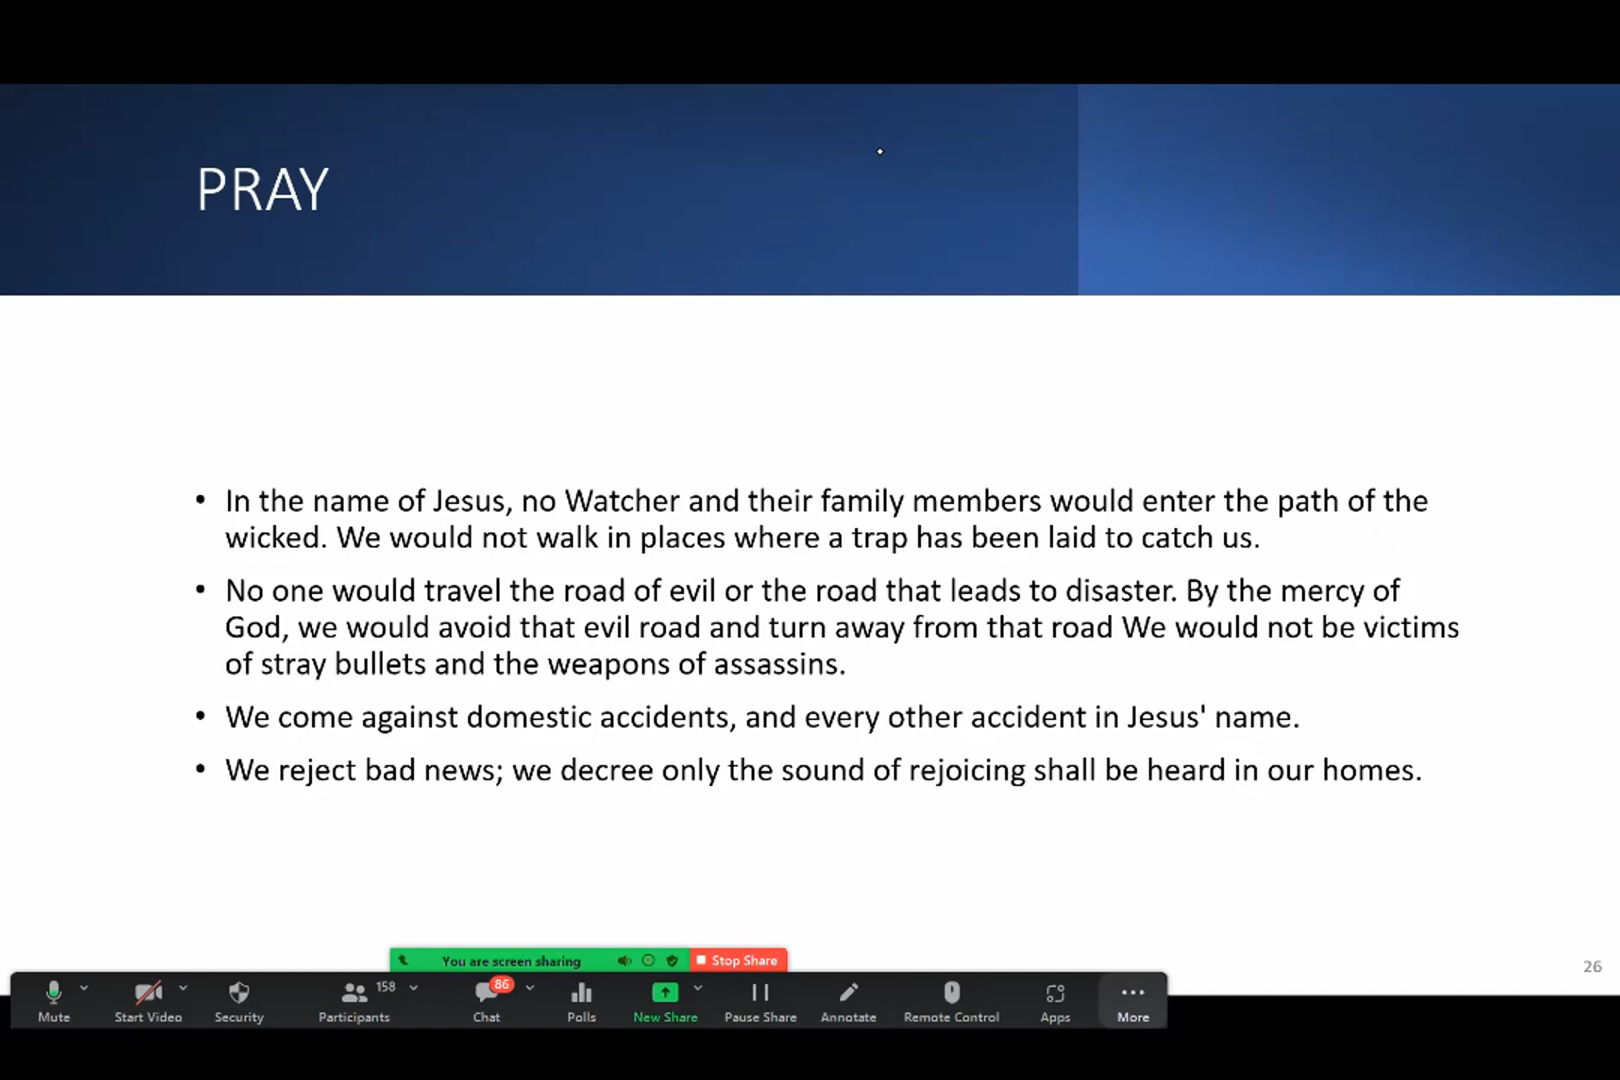 PRAY
• In the name of Jesus, no Watcher and their family members would enter the path of the
wicked. We would not walk in places where a trap has been laid to catch us.
• No one would travel the road of evil or the road that leads to disaster. By the mercy of
God, we would avoid that evil road and turn away from that road We would not be victims
of stray bullets and the weapons of assassins.
• We come against domestic accidents, and every other accident in Jesus' name.
• We reject bad news; we decree only the sound of rejoicing shall be heard in our homes.
You are screen sharing Stop Share
26
158 86
Mute Start Video Security Participants Chat Polls New Share Pause Share Annotate Remote Control Apps More